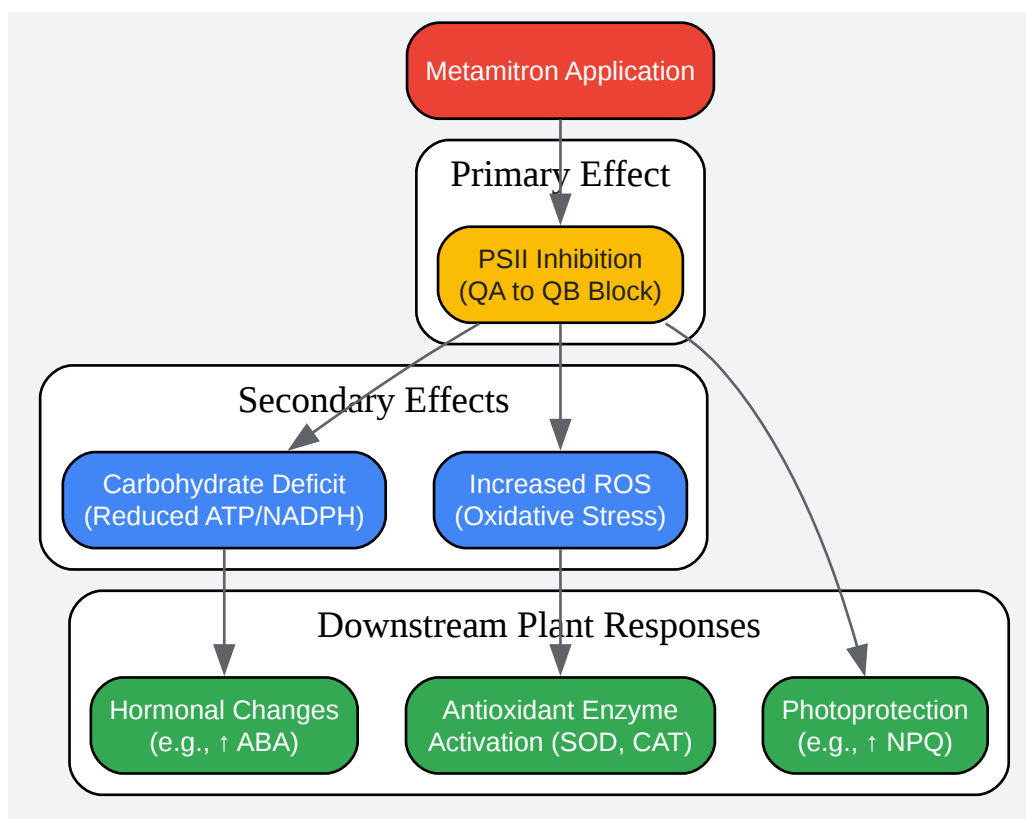 Metamitron Application
Primary Effect
PSII Inhibition
(QA to QB Block)
Secondary Effects
Carbohydrate Deficit
(Reduced ATP/NADPH)
Increased ROS
(Oxidative Stress)
Downstream Plant Responses
Hormonal Changes
(e.g., ↑ ABA)
Antioxidant Enzyme
Activation (SOD, CAT)
Photoprotection
(e.g., ↑ NPQ)